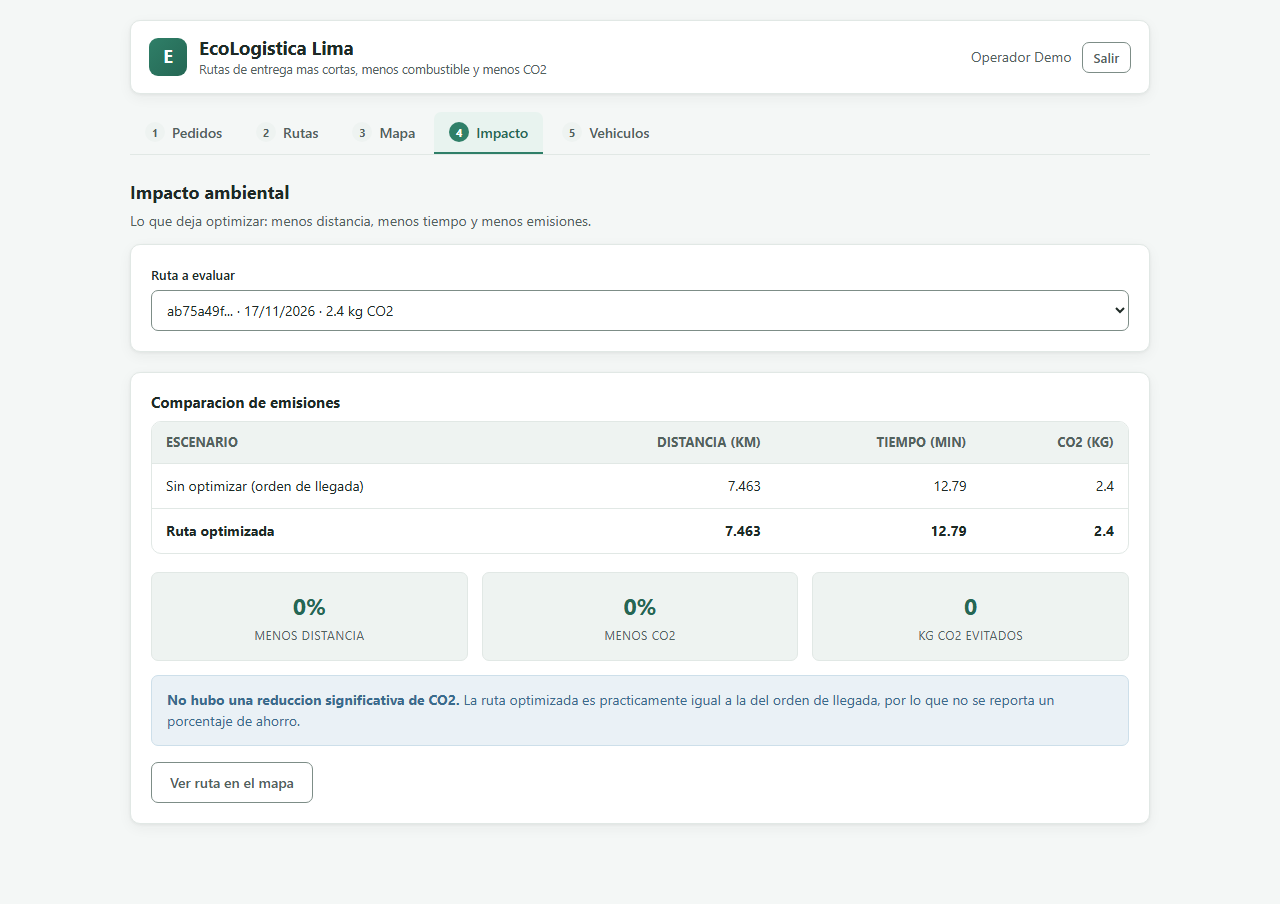 E
EcoLogistica Lima
Rutas de entrega mas cortas, menos combustible y menos CO2
Operador Demo
Salir
1 Pedidos
2 Rutas
3 Mapa
4 Impacto
5 Vehiculos
Impacto ambiental
Lo que deja optimizar: menos distancia, menos tiempo y menos emisiones.
Ruta a evaluar
ab75a49f... · 17/11/2026 · 2.4 kg CO2
Comparacion de emisiones
ESCENARIO DISTANCIA (KM) TIEMPO (MIN) CO2 (KG)
Sin optimizar (orden de llegada) 7.463 12.79 2.4
Ruta optimizada 7.463 12.79 2.4
0%
MENOS DISTANCIA
0%
MENOS CO2
0
KG CO2 EVITADOS
No hubo una reduccion significativa de CO2. La ruta optimizada es practicamente igual a la del orden de llegada, por lo que no se reporta un
porcentaje de ahorro.
Ver ruta en el mapa